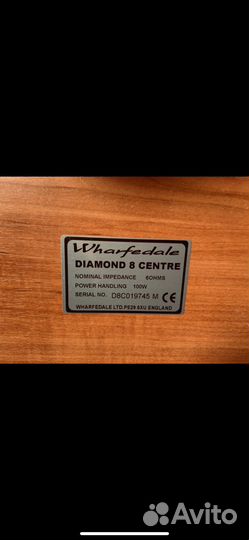 Wharfedale
DIAMOND 8 CENTRE
NOMINAL IMPEDANCE 6OHMS
POWER HANDLING 100W
SERIAL NO. D8C019745 M CE
WHARFEDALE LTD.PE29.6XU ENGLAND
Avito